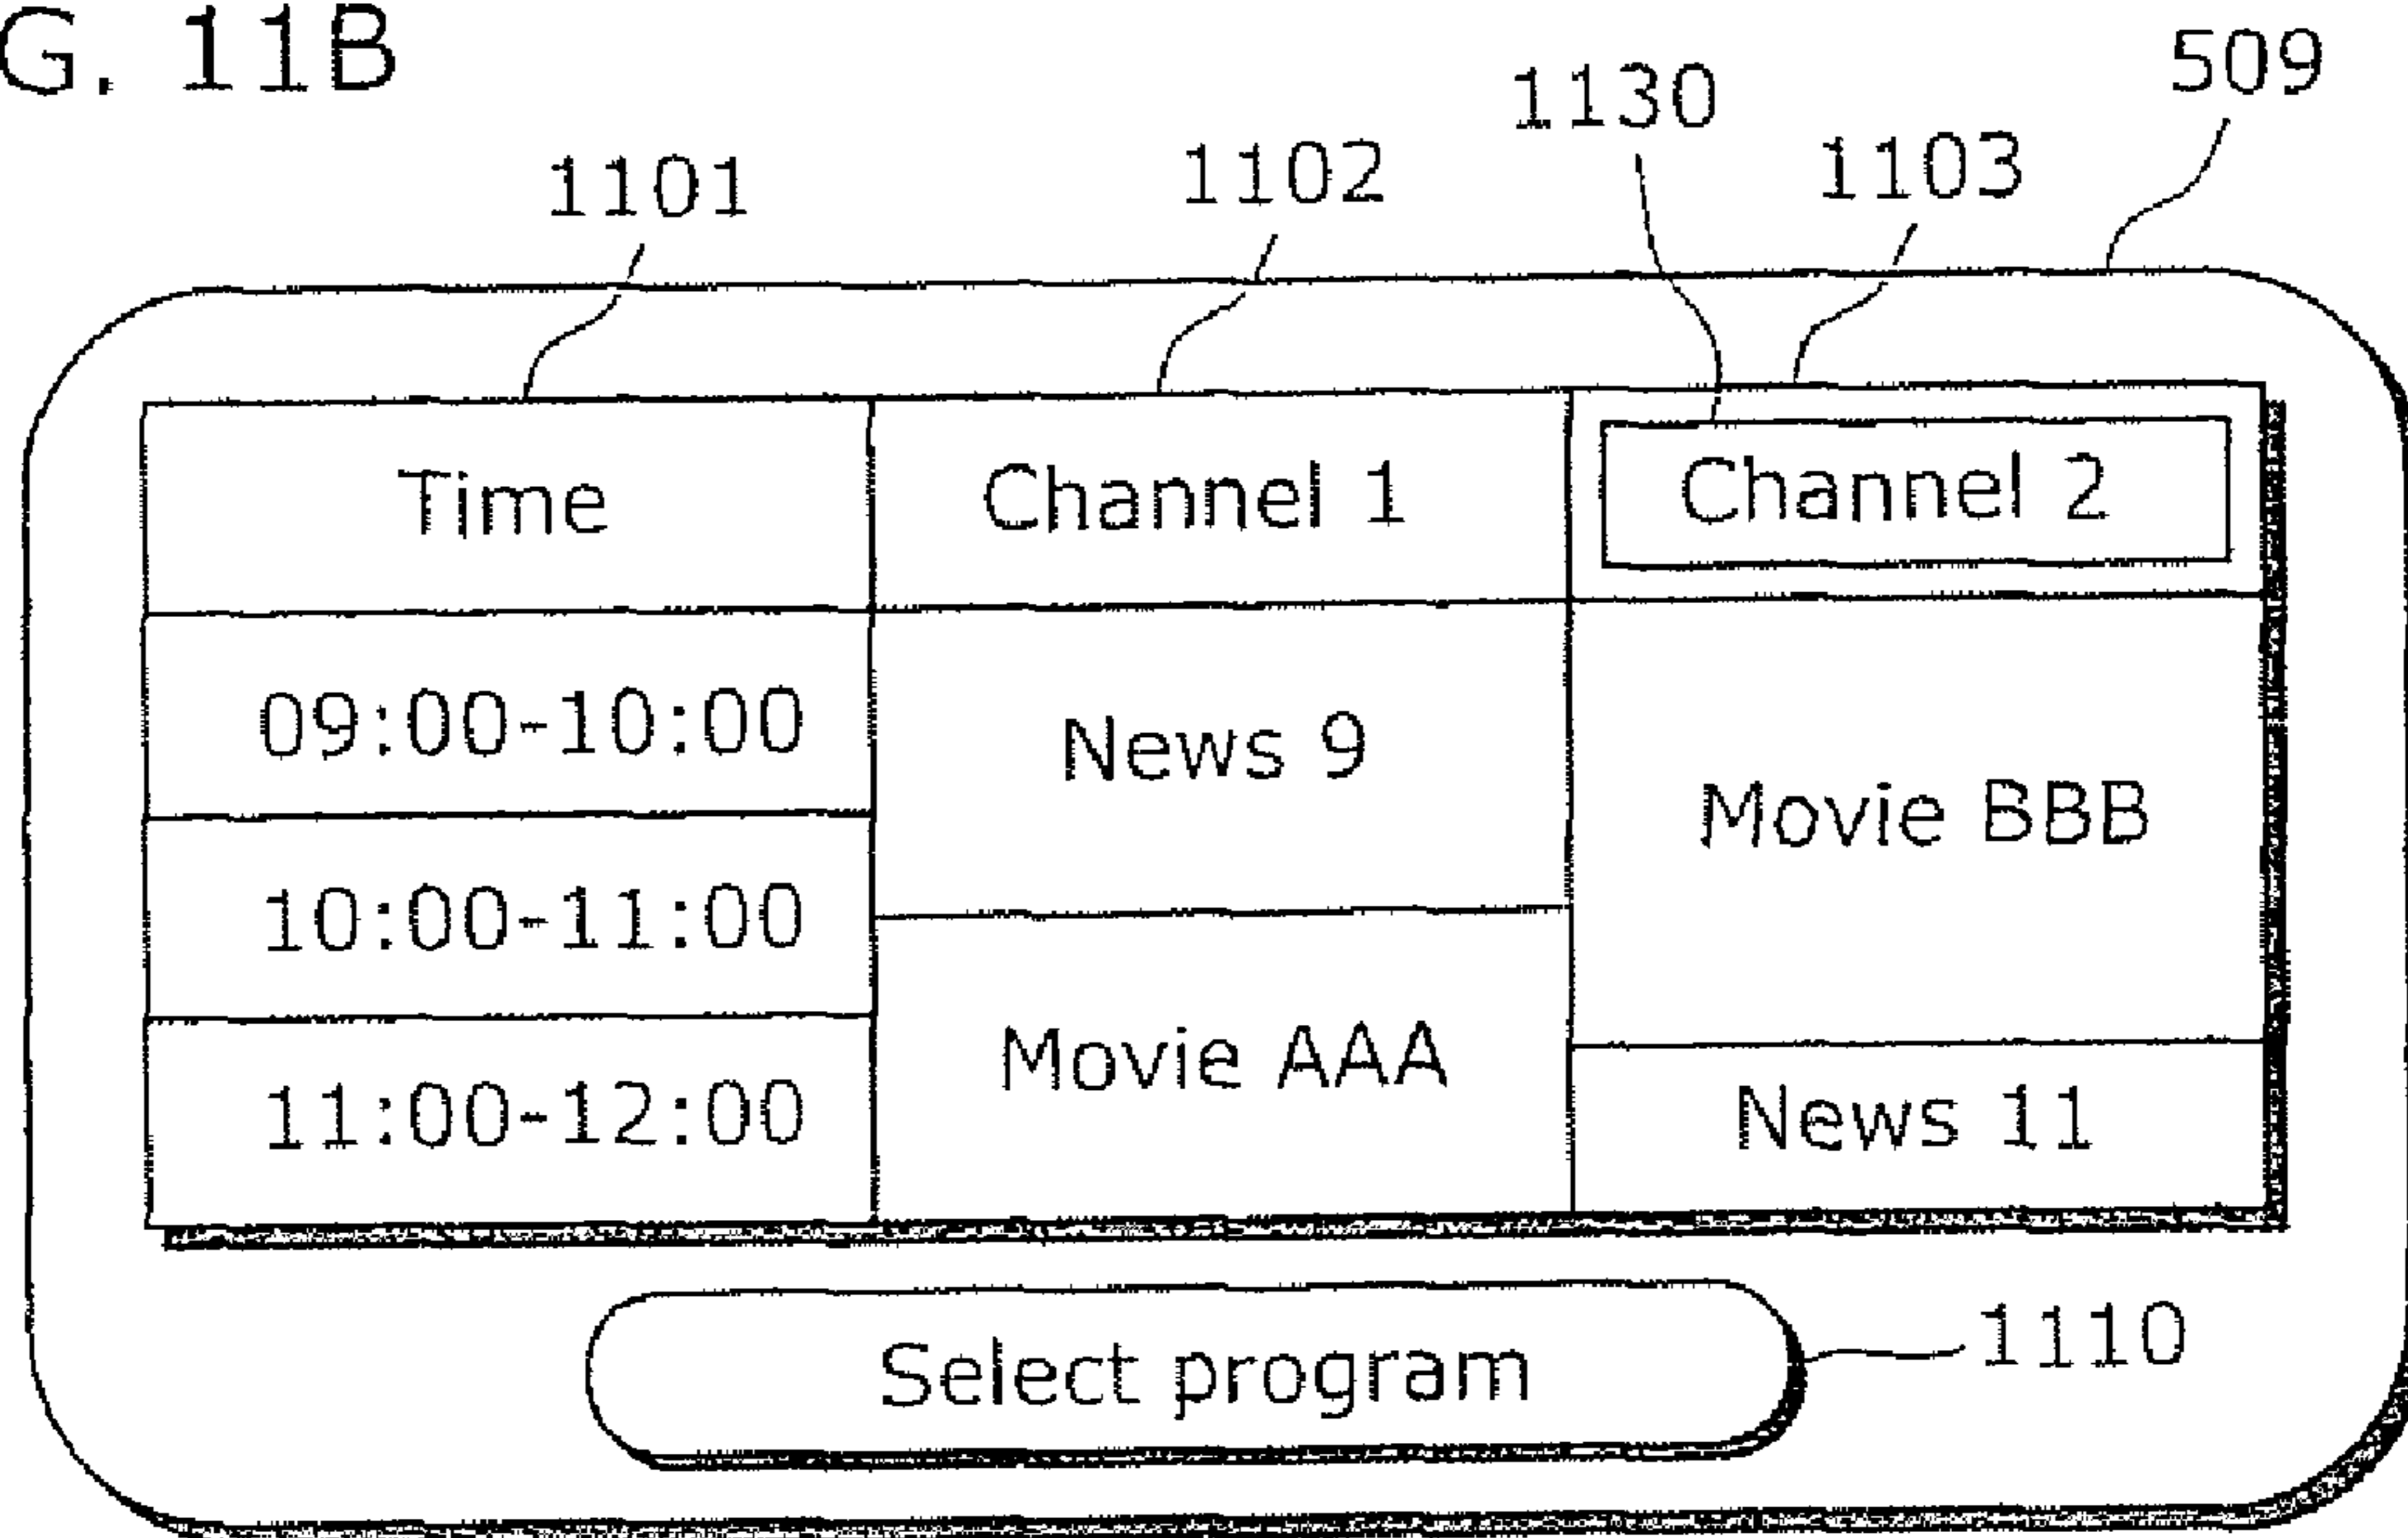 G. 11B
509
1130
1103
1102
1101
Time Channel 1 Channel 2
09:00-10:00 News 9 Movie BBB
10:00-11:00
11:00-12:00 Movie AAA News 11
Select program 1110